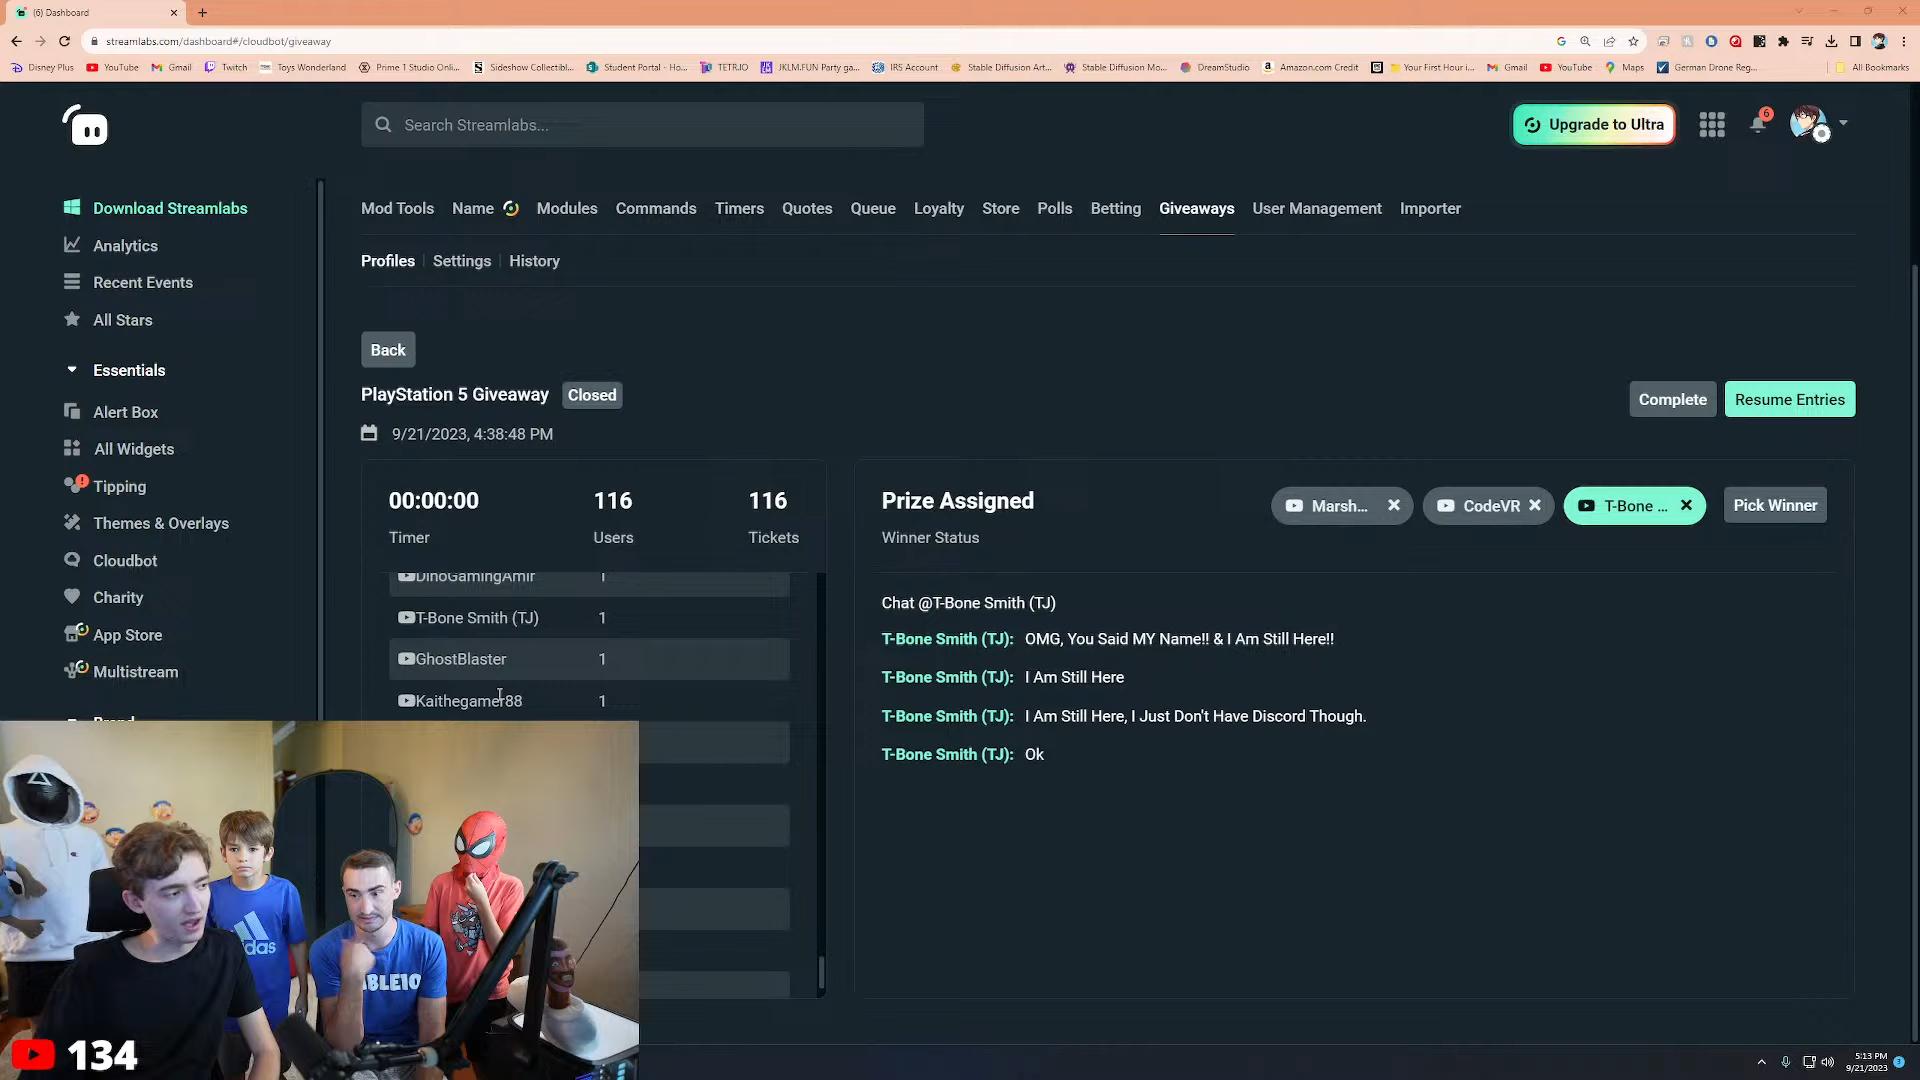 (6) Dashboard
streamlabs.com/dashboard#/cloudbot/giveaway
Disney Plus YouTube Gmail Twitch Toys Wonderland Prime 1 Studio Onli... Sideshow Collectibl... Student Portal - Ho... TETR.IO JKLM.FUN Party ga... IRS Account Stable Diffusion Art... Stable Diffusion Mo... DreamStudio Amazon.com Credit Your First Hour i... Gmail YouTube Maps German Drone Reg... All Bookmarks
Search Streamlabs...
Upgrade to Ultra
6
Download Streamlabs
Analytics
Recent Events
All Stars
Essentials
Alert Box
All Widgets
Tipping
Themes & Overlays
Cloudbot
Charity
App Store
Multistream
Mod Tools Name Modules Commands Timers Quotes Queue Loyalty Store Polls Betting Giveaways User Management Importer
Profiles Settings History
Back
PlayStation 5 Giveaway Closed
9/21/2023, 4:38:48 PM
Complete Resume Entries
00:00:00 116 116
Timer Users Tickets
DinoGamingAmir 1
T-Bone Smith (TJ) 1
GhostBlaster 1
Kaithegamer88 1
Prize Assigned
Winner Status
Marsh... CodeVR T-Bone ... Pick Winner
Chat @T-Bone Smith (TJ)
T-Bone Smith (TJ): OMG, You Said MY Name!! & I Am Still Here!!
T-Bone Smith (TJ): I Am Still Here
T-Bone Smith (TJ): I Am Still Here, I Just Don't Have Discord Though.
T-Bone Smith (TJ): Ok
134
5:13 PM
9/21/2023
3